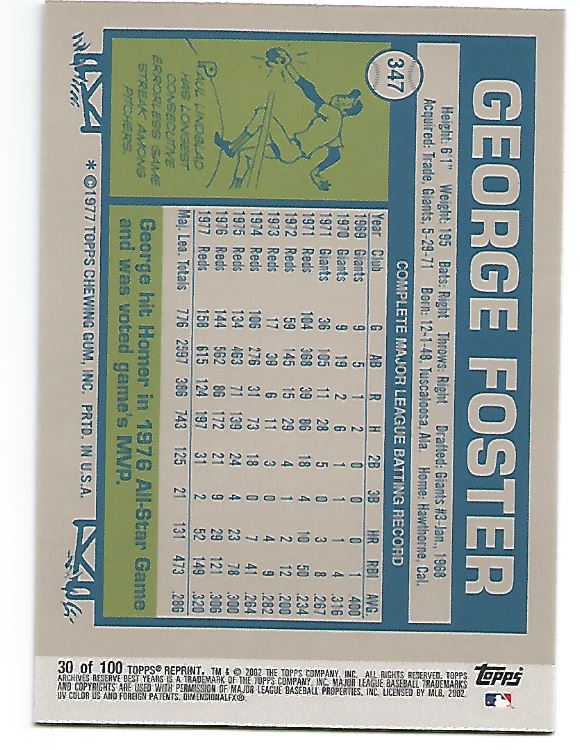 GEORGE FOSTER
347
Height: 6'1" Weight: 195 Bats: Right Throws: Right Drafted: Giants #3-Jan., 1968
Acquired: Trade, Giants, 5-29-71 Born: 12-1-48, Tuscaloosa, Ala Home: Hawthorne, Cal.
COMPLETE MAJOR LEAGUE BATTING RECORD
Year Club G AB R H 2B 3B HR RBI AVG.
1969 Giants 9 5 1 2 0 0 0 1 .400
1970 Giants 9 19 2 6 1 1 1 4 .316
1971 Giants 36 105 11 28 5 0 3 8 .267
1971 Reds 104 368 39 86 18 4 10 50 .234
1972 Reds 59 145 15 29 4 1 2 12 .200
1973 Reds 17 39 6 11 3 0 4 9 .282
1974 Reds 106 276 31 73 18 0 7 41 .264
1975 Reds 134 463 71 139 24 4 23 78 .300
1976 Reds 144 562 86 172 21 9 29 121 .306
1977 Reds 158 615 124 197 31 2 52 149 .320
Maj. Lea. Totals 776 2597 386 743 125 21 131 473 .286
PAUL LINDBLAD
HAS LONGEST
CONSECUTIVE
ERRORLESS GAME
STREAK AMONG
PITCHERS.
George hit Homer in 1976 All-Star Game
and was voted game's MVP.
* ©1977 TOPPS CHEWING GUM, INC. PRTD. IN U.S.A.
30 of 100 TOPPS® REPRINT. ™ & © 2002 THE TOPPS COMPANY, INC. ALL RIGHTS RESERVED. TOPPS
ARCHIVES RESERVE BEST YEARS IS A TRADEMARK OF THE TOPPS COMPANY, INC. MAJOR LEAGUE BASEBALL TRADEMARKS
AND COPYRIGHTS ARE USED WITH PERMISSION OF MAJOR LEAGUE BASEBALL PROPERTIES, INC. LICENSED BY MLB, 2002.
UV COLOR US AND FOREIGN PATENTS. DIMENSIONALFX®.
Topps